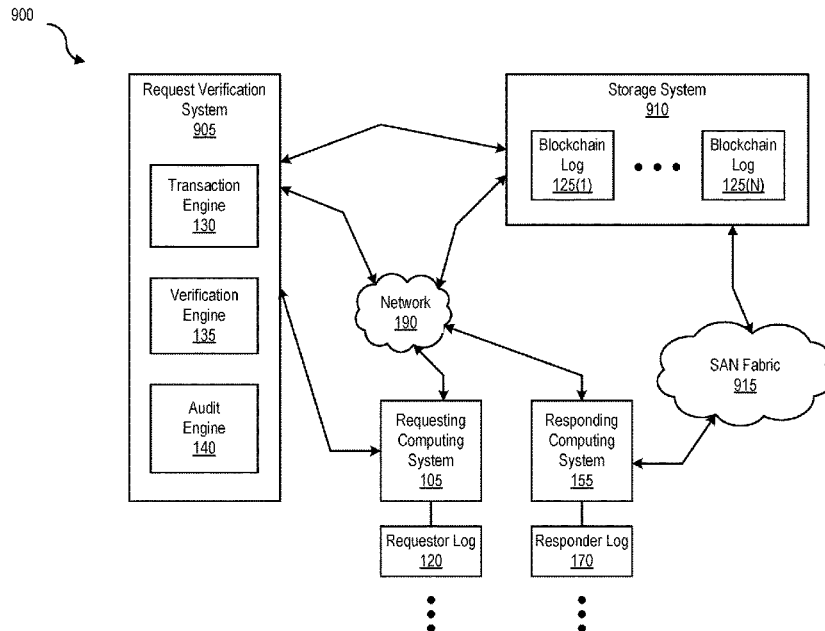 900
Request Verification
System
905
Transaction
Engine
130
Verification
Engine
135
Audit
Engine
140
Storage System
910
Blockchain
Log
125(1)
Blockchain
Log
125(N)
Network
190
SAN Fabric
915
Requesting
Computing
System
105
Responding
Computing
System
155
Requestor Log
120
Responder Log
170